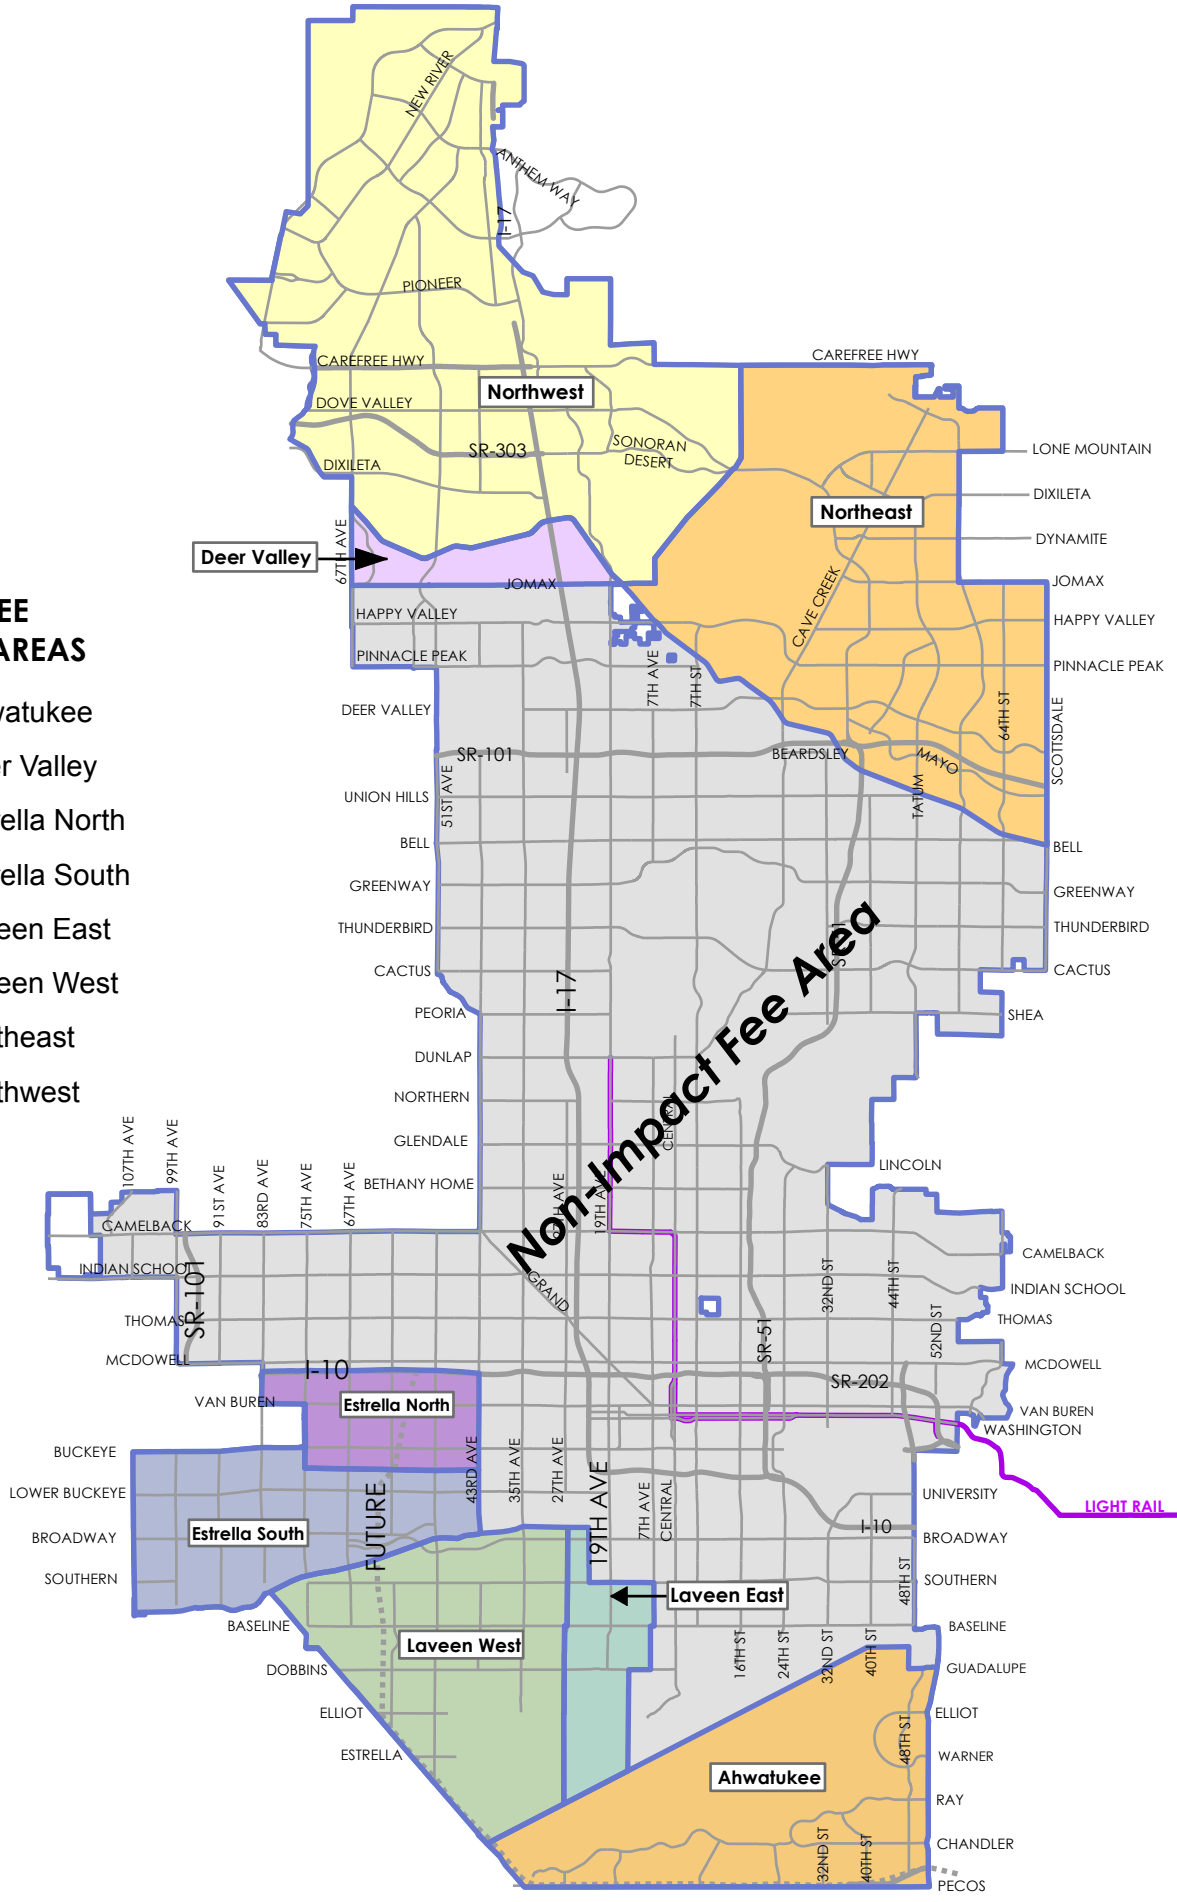 NEW RIVER
ANTHEM WAY
I-17
PIONEER
CAREFREE HWY
CAREFREE HWY
Northwest
DOVE VALLEY
SR-303
SONORAN
DESERT
DIXILETA
LONE MOUNTAIN
DIXILETA
Northeast
DYNAMITE
67TH AVE
Deer Valley
JOMAX
JOMAX
CAVE CREEK
HAPPY VALLEY
HAPPY VALLEY
PINNACLE PEAK
PINNACLE PEAK
7TH AVE
7TH ST
64TH ST
SCOTTSDALE
EE
AREAS
watukee
er Valley
rella North
rella South
een East
een West
theast
thwest
DEER VALLEY
SR-101
BEARDSLEY
MAYO
51ST AVE
TATUM
UNION HILLS
BELL
BELL
GREENWAY
GREENWAY
THUNDERBIRD
THUNDERBIRD
CACTUS
CACTUS
I-17
PEORIA
SHEA
Non-Impact Fee Area
DUNLAP
NORTHERN
CENTRAL
GLENDALE
LINCOLN
BETHANY HOME
107TH AVE
99TH AVE
91ST AVE
83RD AVE
75TH AVE
67TH AVE
19TH AVE
CAMELBACK
CAMELBACK
INDIAN SCHOOL
INDIAN SCHOOL
SR-101
GRAND
32ND ST
44TH ST
52ND ST
THOMAS
THOMAS
SR-51
MCDOWELL
MCDOWELL
I-10
SR-202
VAN BUREN
VAN BUREN
Estrella North
WASHINGTON
BUCKEYE
43RD AVE
35TH AVE
27TH AVE
19TH AVE
7TH AVE
CENTRAL
LOWER BUCKEYE
UNIVERSITY
LIGHT RAIL
FUTURE
Estrella South
I-10
BROADWAY
BROADWAY
SOUTHERN
SOUTHERN
48TH ST
Laveen East
BASELINE
BASELINE
Laveen West
16TH ST
24TH ST
32ND ST
40TH ST
DOBBINS
GUADALUPE
ELLIOT
ELLIOT
48TH ST
ESTRELLA
WARNER
Ahwatukee
RAY
32ND ST
40TH ST
CHANDLER
PECOS